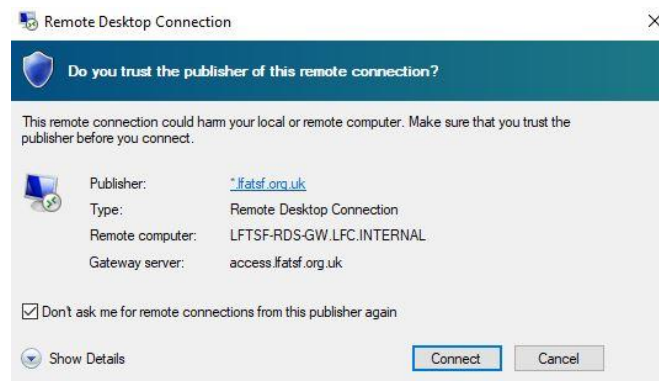 Remote Desktop Connection
Do you trust the publisher of this remote connection?
This remote connection could harm your local or remote computer. Make sure that you trust the
publisher before you connect.
Publisher: *.lfatsf.org.uk
Type: Remote Desktop Connection
Remote computer: LFTSF-RDS-GW.LFC.INTERNAL
Gateway server: access.lfatsf.org.uk
Don't ask me for remote connections from this publisher again
Show Details Connect Cancel